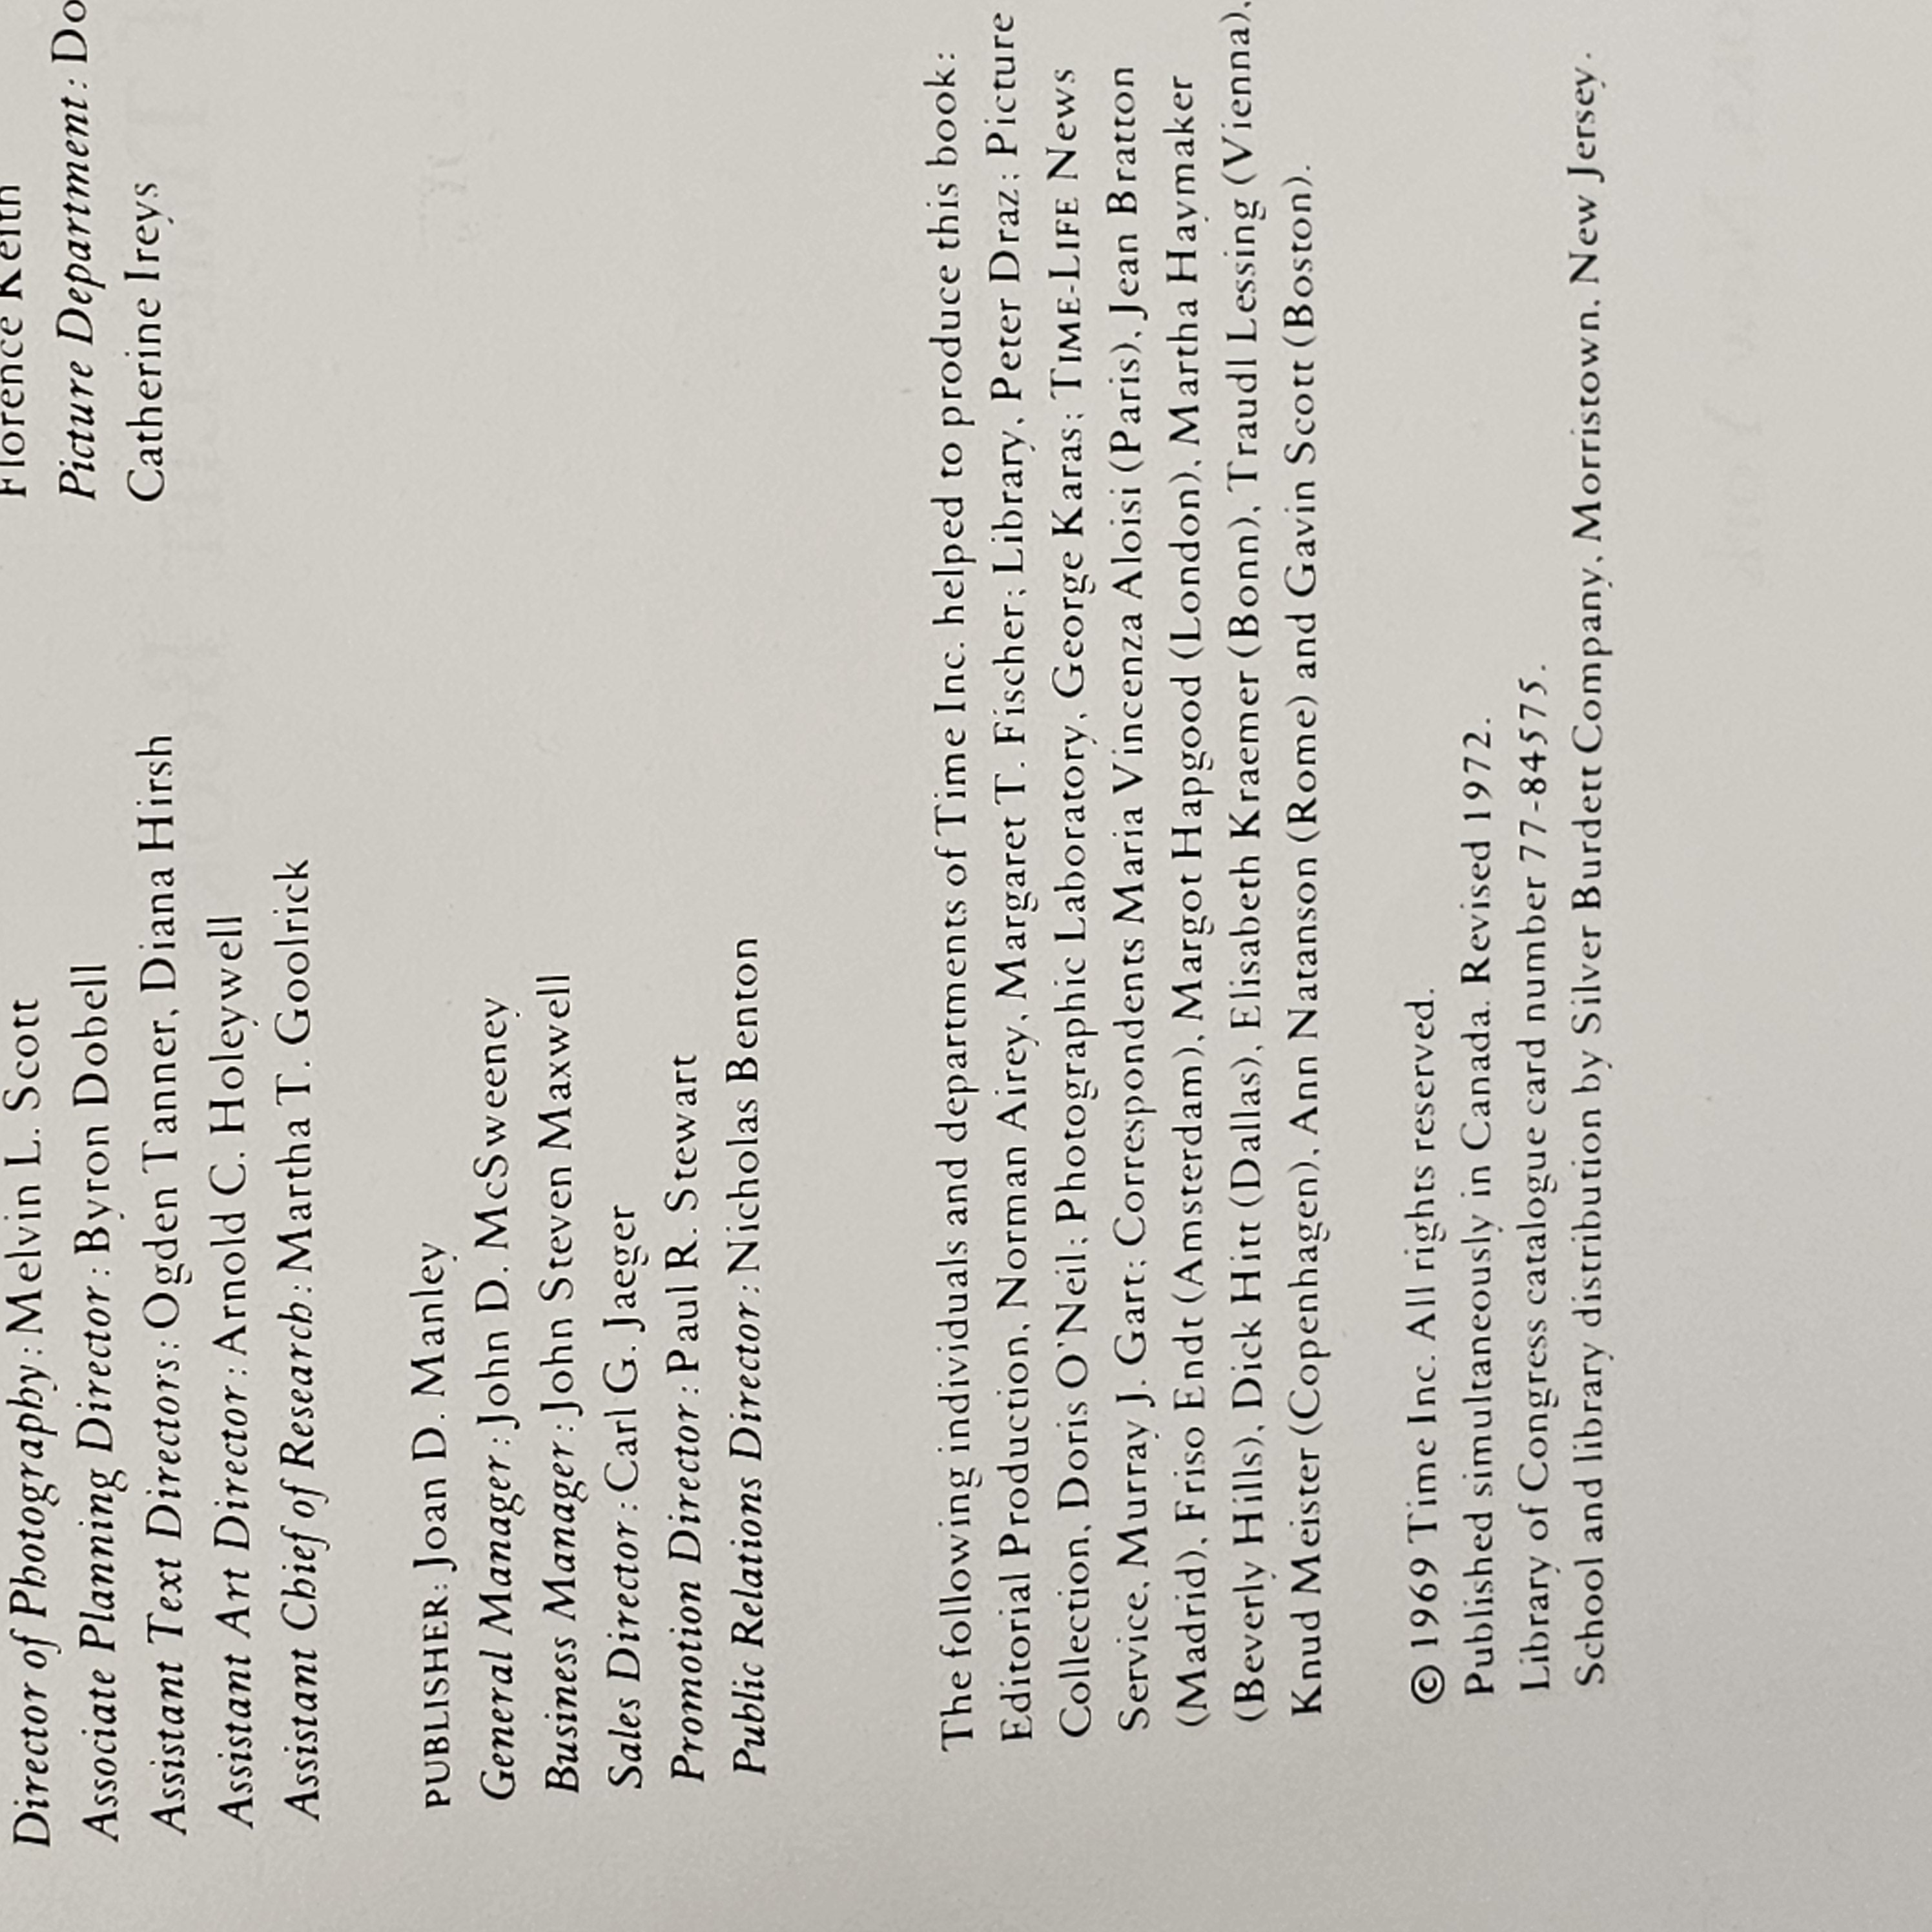 Director of Photography: Melvin L. Scott
Associate Planning Director: Byron Dobell
Assistant Text Directors: Ogden Tanner, Diana Hirsh
Assistant Art Director: Arnold C. Holeywell
Assistant Chief of Research: Martha T. Goolrick
PUBLISHER: Joan D. Manley
General Manager: John D. McSweeney
Business Manager: John Steven Maxwell
Sales Director: Carl G. Jaeger
Promotion Director: Paul R. Stewart
Public Relations Director: Nicholas Benton
Florence Keith
Picture Department: Do
Catherine Ireys
The following individuals and departments of Time Inc. helped to produce this book:
Editorial Production, Norman Airey, Margaret T. Fischer; Library, Peter Draz; Picture
Collection, Doris O'Neil; Photographic Laboratory, George Karas; TIME-LIFE News
Service, Murray J. Gart; Correspondents Maria Vincenza Aloisi (Paris), Jean Bratton
(Madrid), Friso Endt (Amsterdam), Margot Hapgood (London), Martha Haymaker
(Beverly Hills), Dick Hitt (Dallas), Elisabeth Kraemer (Bonn), Traudl Lessing (Vienna),
Knud Meister (Copenhagen), Ann Natanson (Rome) and Gavin Scott (Boston).
© 1969 Time Inc. All rights reserved.
Published simultaneously in Canada. Revised 1972.
Library of Congress catalogue card number 77-84575.
School and library distribution by Silver Burdett Company, Morristown, New Jersey.